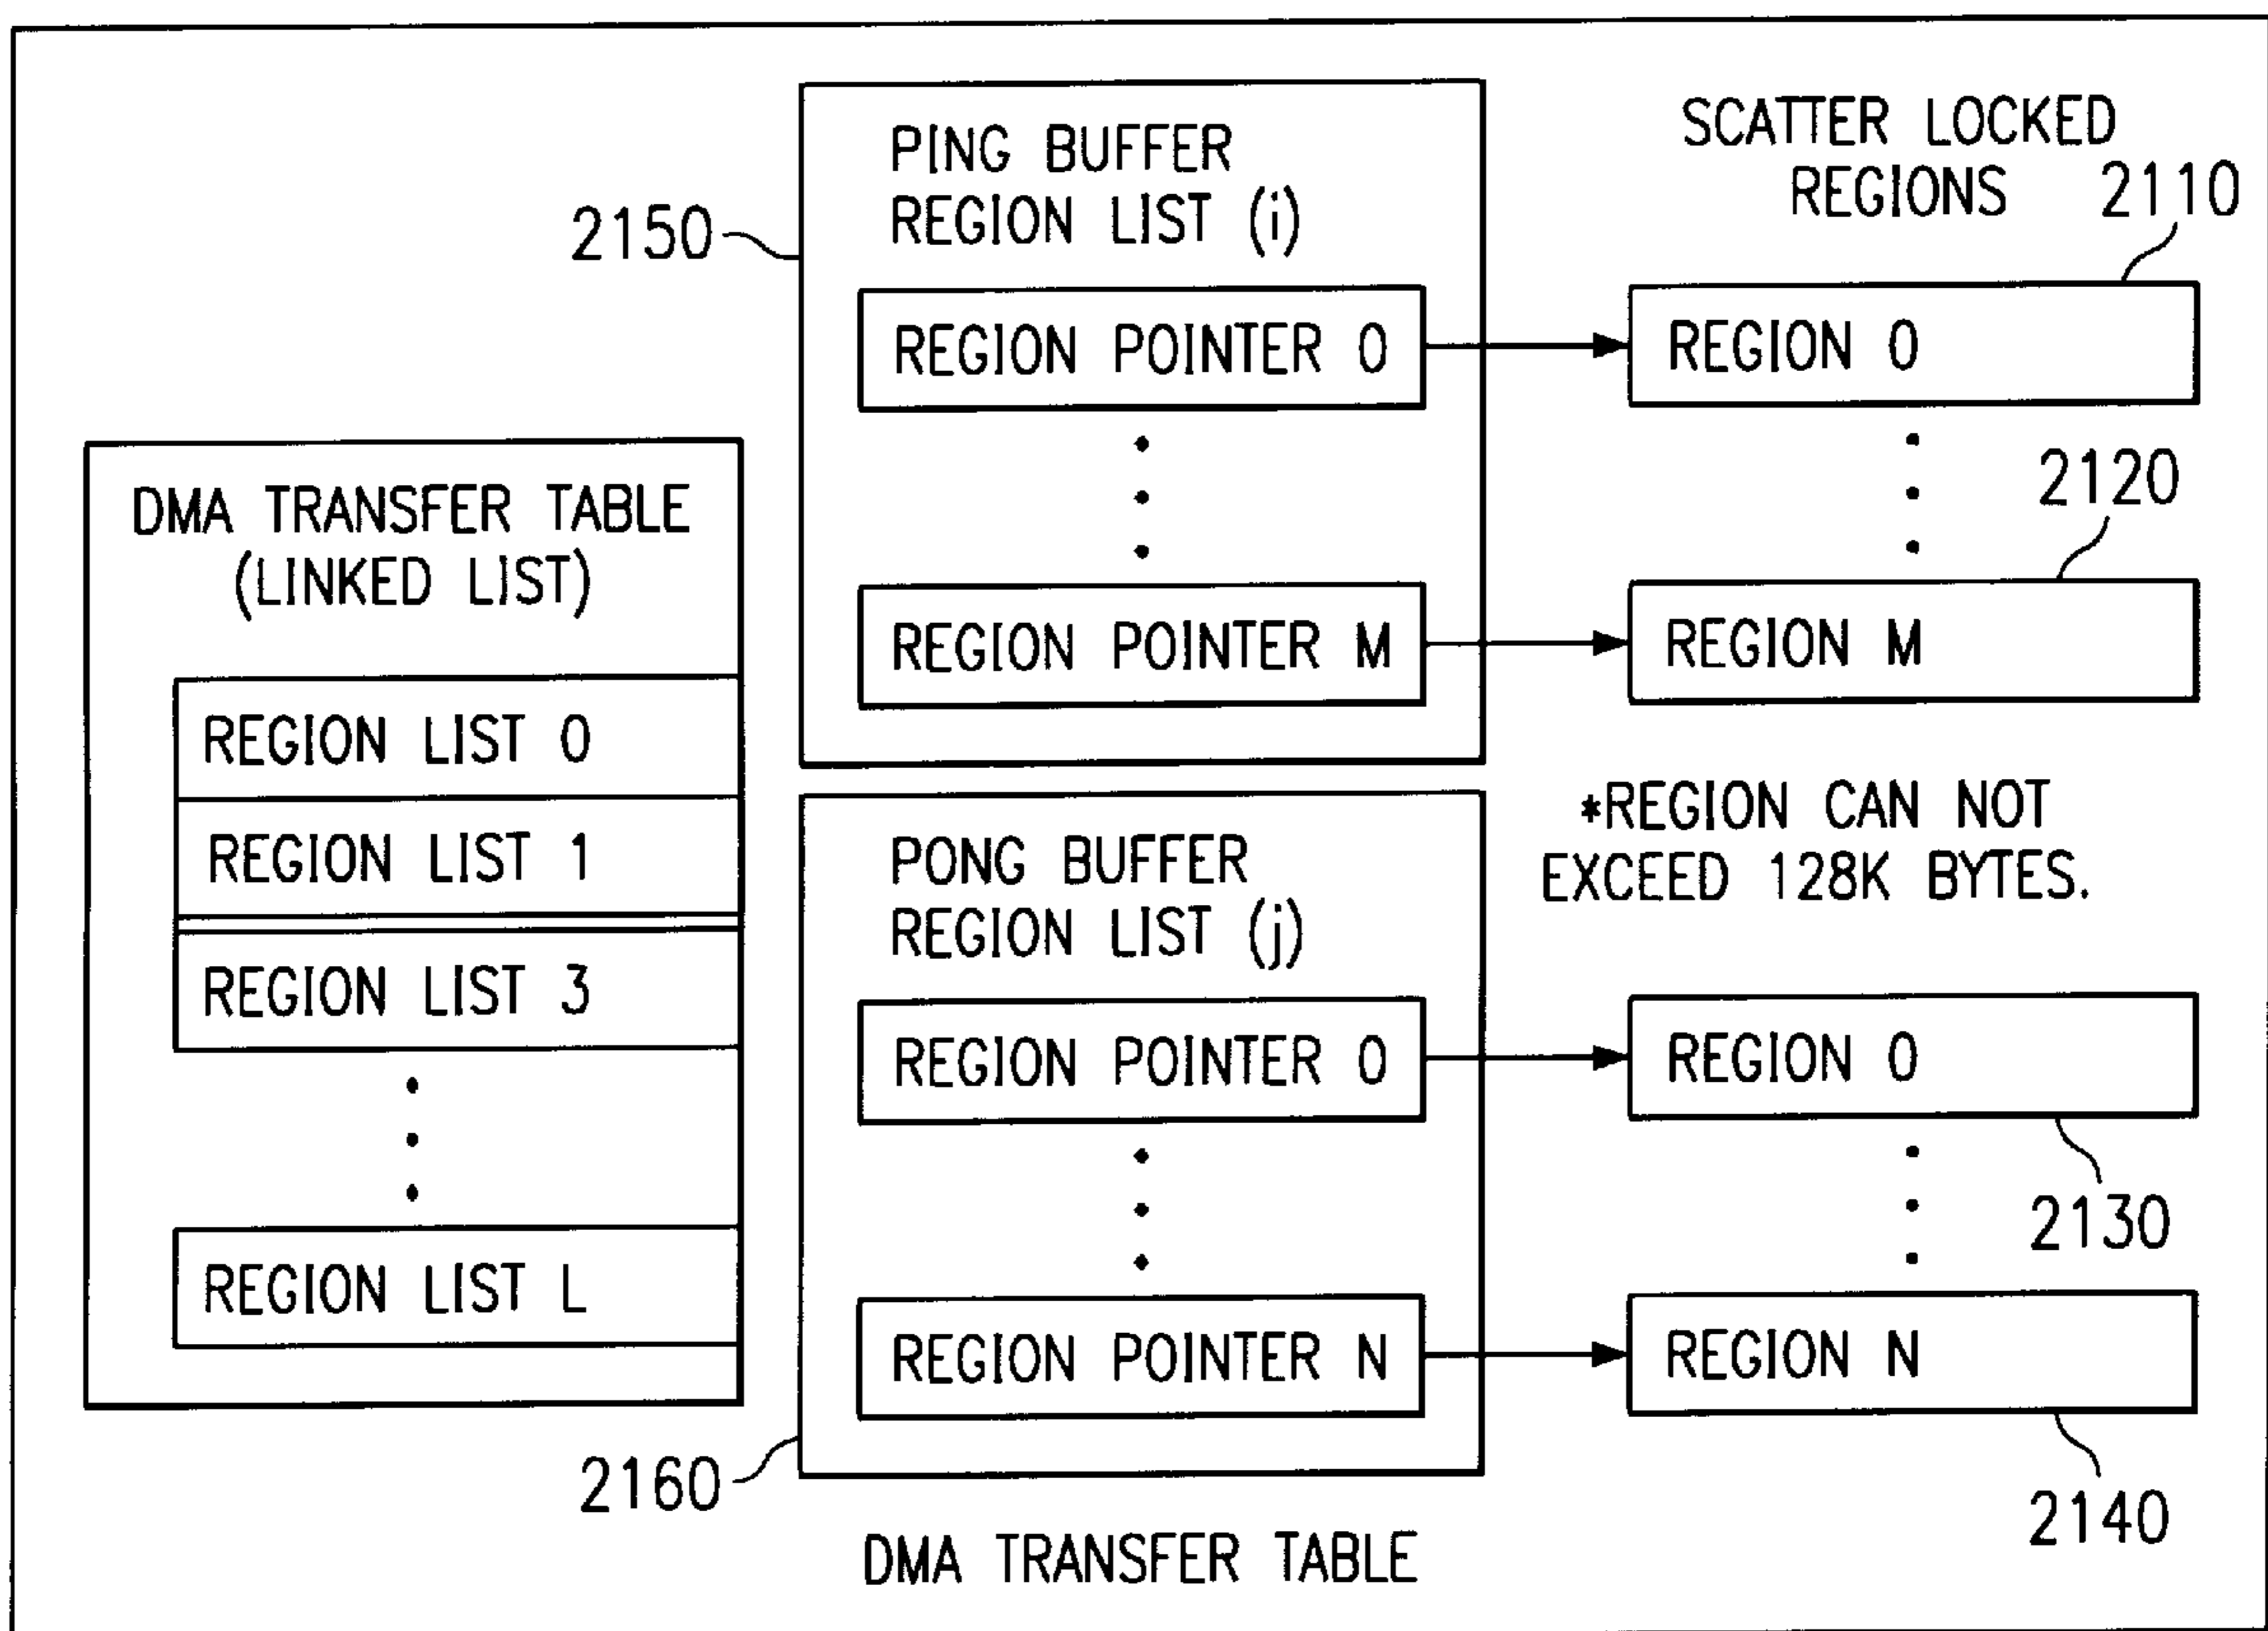 DMA TRANSFER TABLE
(LINKED LIST)
REGION LIST 0
REGION LIST 1
REGION LIST 3
REGION LIST L
2150
PING BUFFER
REGION LIST (i)
REGION POINTER 0
REGION POINTER M
SCATTER LOCKED
REGIONS
2110
REGION 0
2120
REGION M
*REGION CAN NOT
EXCEED 128K BYTES.
PONG BUFFER
REGION LIST (j)
REGION POINTER 0
REGION POINTER N
2160
REGION 0
2130
REGION N
2140
DMA TRANSFER TABLE